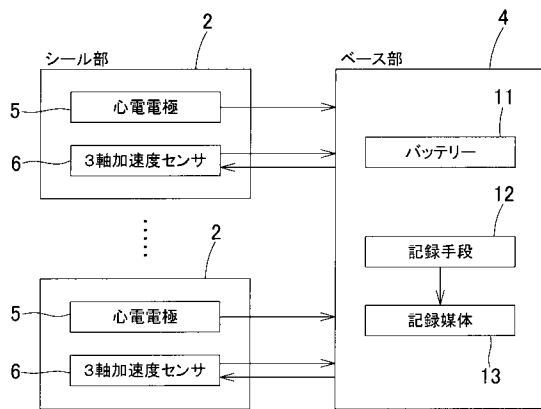 2
シール部
5
心電電極
6
3軸加速度センサ
2
5
心電電極
6
3軸加速度センサ
4
ベース部
11
バッテリー
12
記録手段
記録媒体
13